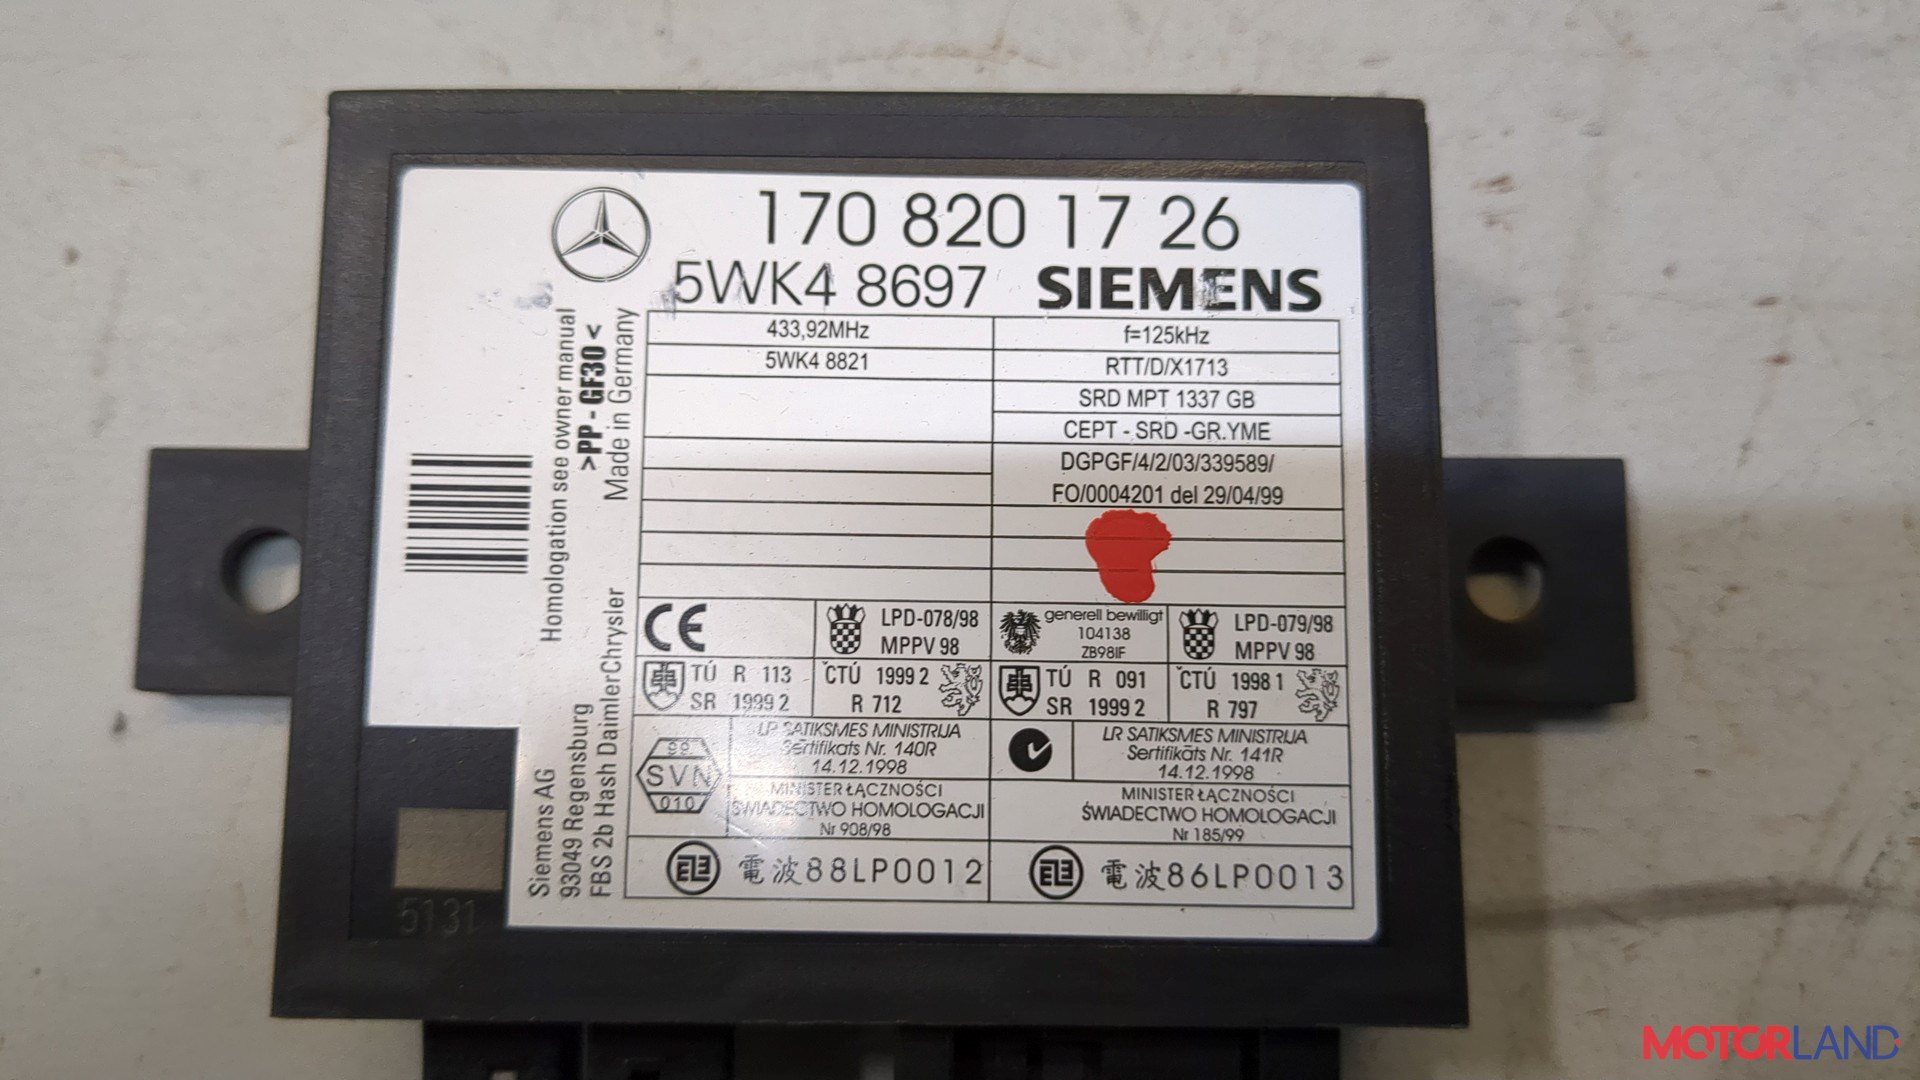 170 820 17 26
5WK4 8697 SIEMENS
433,92MHz
5WK4 8821
f=125kHz
RTT/D/X1713
SRD MPT 1337 GB
CEPT - SRD -GR.YME
DGPGF/4/2/03/339589/
FO/0004201 del 29/04/99
CE
LPD-078/98
MPPV 98
generell bewilligt
104138
ZB98IF
LPD-079/98
MPPV 98
TÚ R 113
SR 1999 2
ČTÚ 1999 2
R 712
TÚ R 091
SR 1999 2
ČTÚ 1998 1
R 797
99
SVN
010
LR SATIKSMES MINISTRIJA
Sertifikāts Nr. 140R
14.12.1998
LR SATIKSMES MINISTRIJA
Sertifikāts Nr. 141R
14.12.1998
MINISTER ŁĄCZNOŚCI
ŚWIADECTWO HOMOLOGACJI
Nr 908/98
MINISTER ŁĄCZNOŚCI
ŚWIADECTWO HOMOLOGACJI
Nr 185/99
電波88LP0012
電波86LP0013
Homologation see owner manual
>PP - GF30<
Made in Germany
Siemens AG
93049 Regensburg
FBS 2b Hash DaimlerChrysler
5131
MOTORLAND